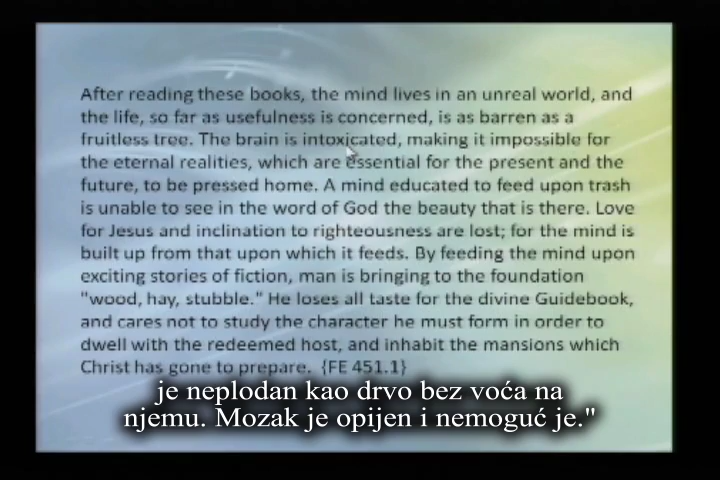 After reading these books, the mind lives in an unreal world, and
the life, so far as usefulness is concerned, is as barren as a
fruitless tree. The brain is intoxicated, making it impossible for
the eternal realities, which are essential for the present and the
future, to be pressed home. A mind educated to feed upon trash
is unable to see in the word of God the beauty that is there. Love
for Jesus and inclination to righteousness are lost; for the mind is
built up from that upon which it feeds. By feeding the mind upon
exciting stories of fiction, man is bringing to the foundation
"wood, hay, stubble." He loses all taste for the divine Guidebook,
and cares not to study the character he must form in order to
dwell with the redeemed host, and inhabit the mansions which
Christ has gone to prepare. {FE 451.1}
je neplodan kao drvo bez voća na
njemu. Mozak je opijen i nemoguć je."